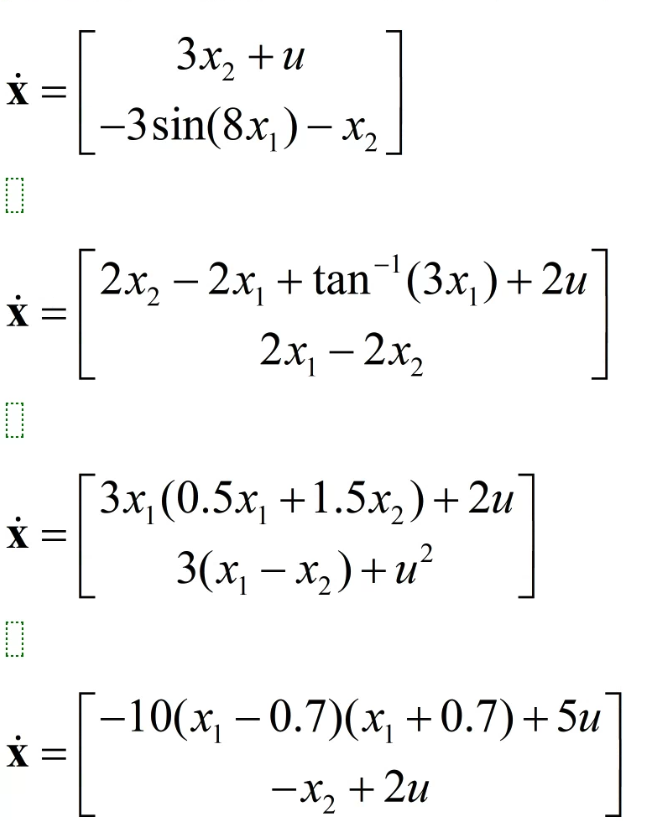 ẋ = [ 3x₂ + u
−3sin(8x₁) − x₂ ]
ẋ = [ 2x₂ − 2x₁ + tan⁻¹(3x₁) + 2u
2x₁ − 2x₂ ]
ẋ = [ 3x₁(0.5x₁ + 1.5x₂) + 2u
3(x₁ − x₂) + u² ]
ẋ = [ −10(x₁ − 0.7)(x₁ + 0.7) + 5u
−x₂ + 2u ]